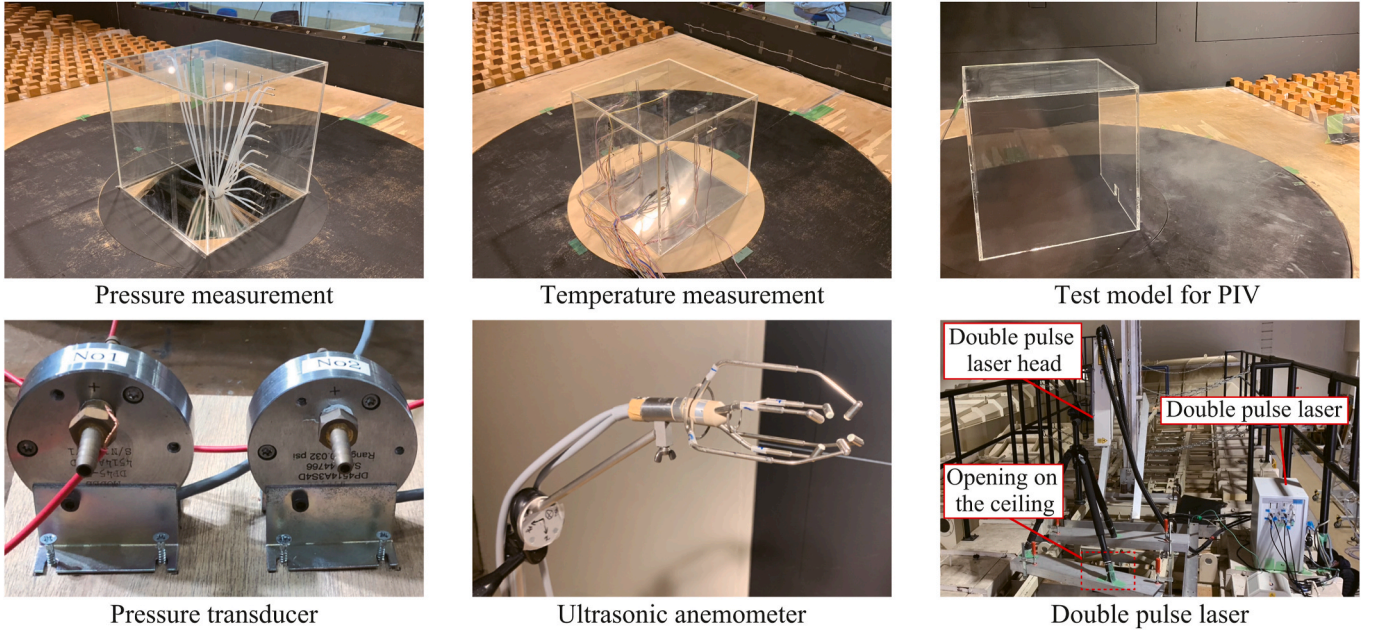 Pressure measurement
Temperature measurement
Test model for PIV
No1
No2
DP4514A3S4D
Double pulse
laser head
Double pulse laser
Opening on
the ceiling
Pressure transducer
Ultrasonic anemometer
Double pulse laser